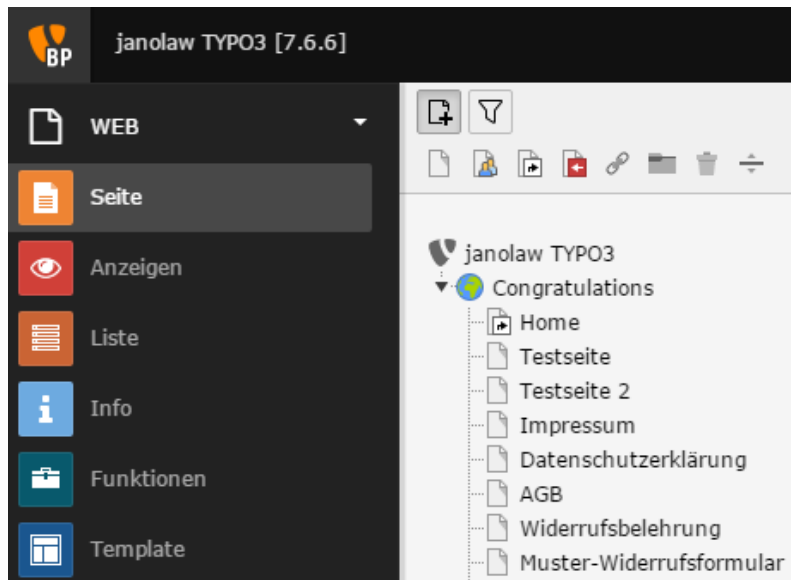 BP
janolaw TYPO3 [7.6.6]
WEB
Seite
Anzeigen
Liste
Info
Funktionen
Template
janolaw TYPO3
Congratulations
Home
Testseite
Testseite 2
Impressum
Datenschutzerklärung
AGB
Widerrufsbelehrung
Muster-Widerrufsformular